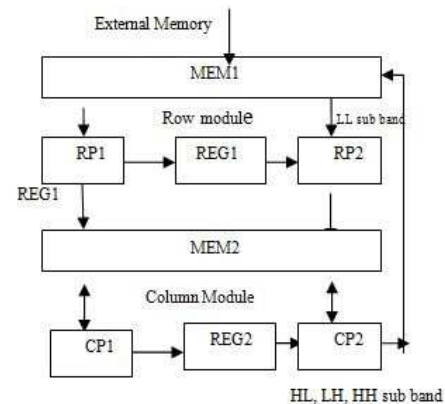 External Memory
MEM1
Row module
LL sub band
RP1
REG1
RP2
REG1
MEM2
Column Module
CP1
REG2
CP2
HL, LH, HH sub band